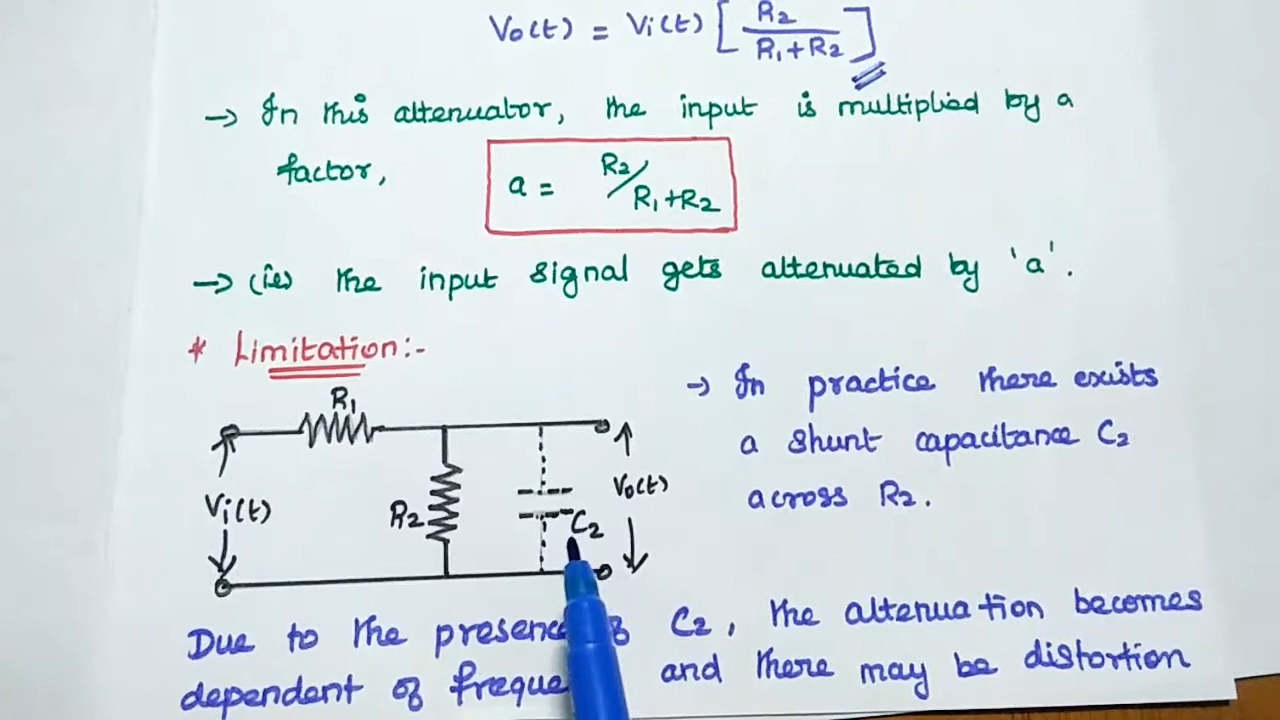 Vo(t) = Vi(t) [R2 / R1+R2]
→ In this attenuator, the input is multiplied by a
factor,
a = R2/R1+R2
→ (ie) the input signal gets attenuated by 'a'.
* Limitation:-
R1
Vi(t)
R2
C2
Vo(t)
→ In practice there exists
a shunt capacitance C2
across R2.
Due to the C2, the attenuation becomes
dependent of and there may be distortion